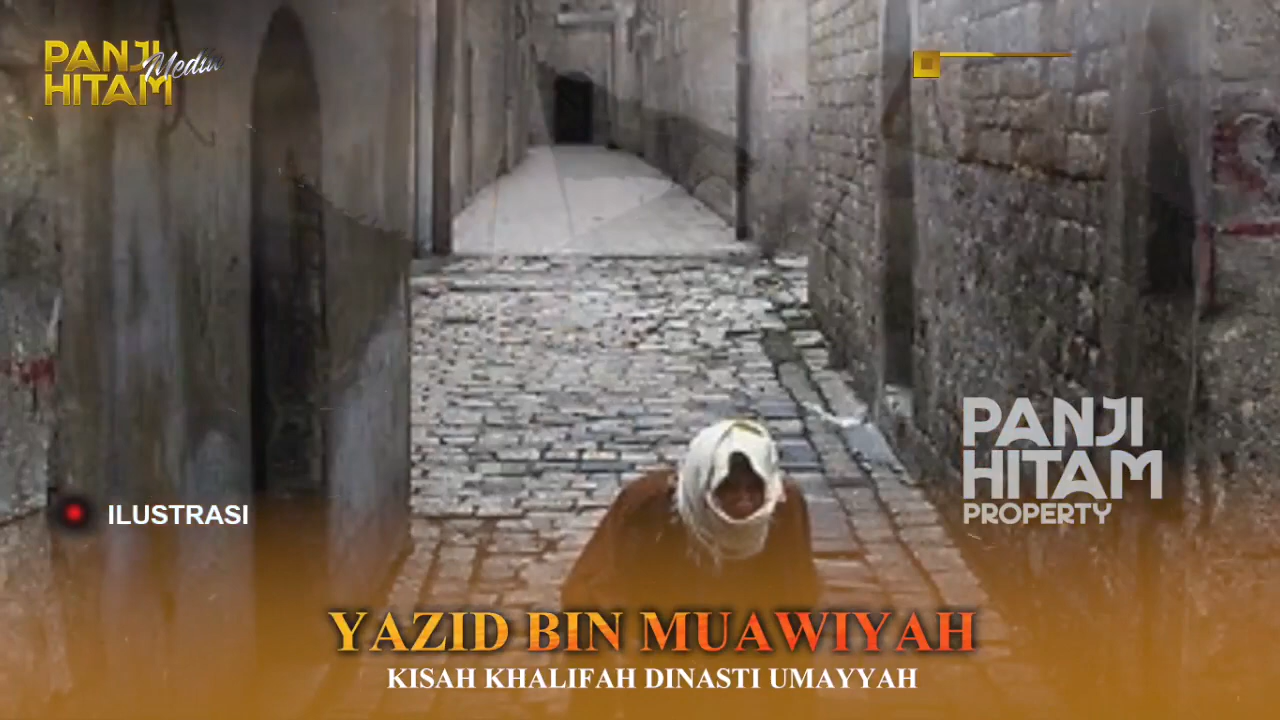 PANJI
HITAM
Media
PANJI
HITAM
PROPERTY
ILUSTRASI
YAZID BIN MUAWIYAH
KISAH KHALIFAH DINASTI UMAYYAH